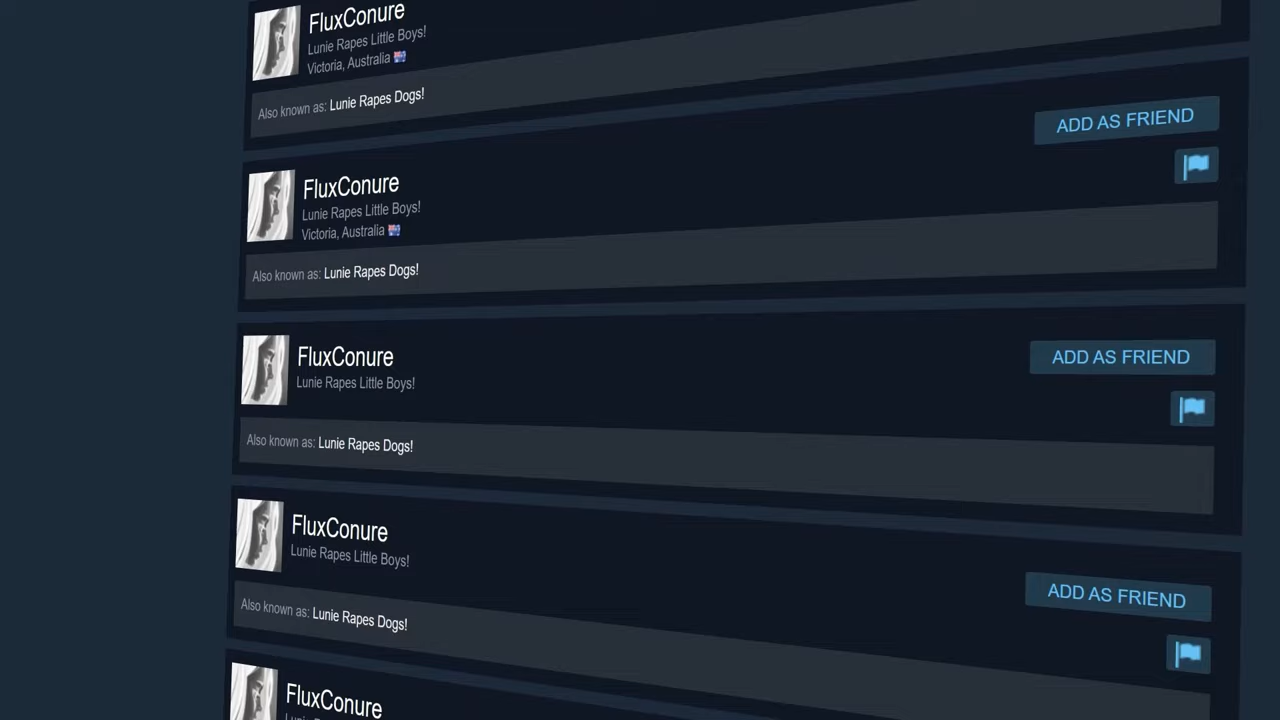 FluxConure
Lunie Rapes Little Boys!
Victoria, Australia
Also known as: Lunie Rapes Dogs!
ADD AS FRIEND
FluxConure
Lunie Rapes Little Boys!
Victoria, Australia
Also known as: Lunie Rapes Dogs!
ADD AS FRIEND
FluxConure
Lunie Rapes Little Boys!
Also known as: Lunie Rapes Dogs!
ADD AS FRIEND
FluxConure
Lunie Rapes Little Boys!
Also known as: Lunie Rapes Dogs!
FluxConure